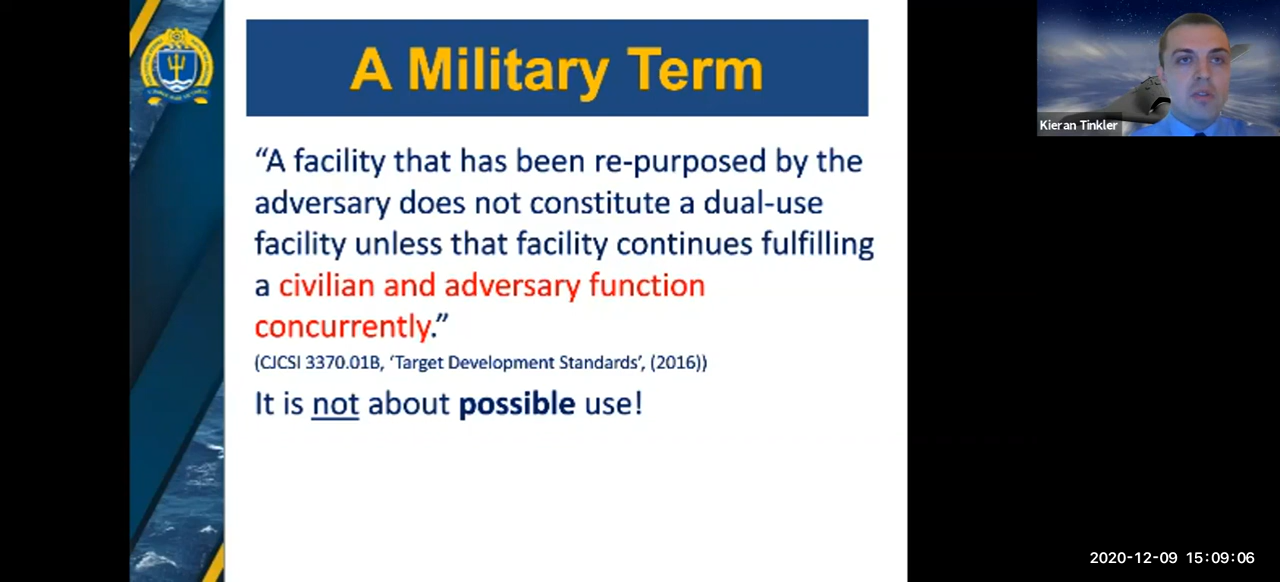 A Military Term
“A facility that has been re-purposed by the
adversary does not constitute a dual-use
facility unless that facility continues fulfilling
a civilian and adversary function
concurrently.”
(CJCSI 3370.01B, ‘Target Development Standards’, (2016))
It is not about possible use!
Kieran Tinkler
2020-12-09 15:09:06